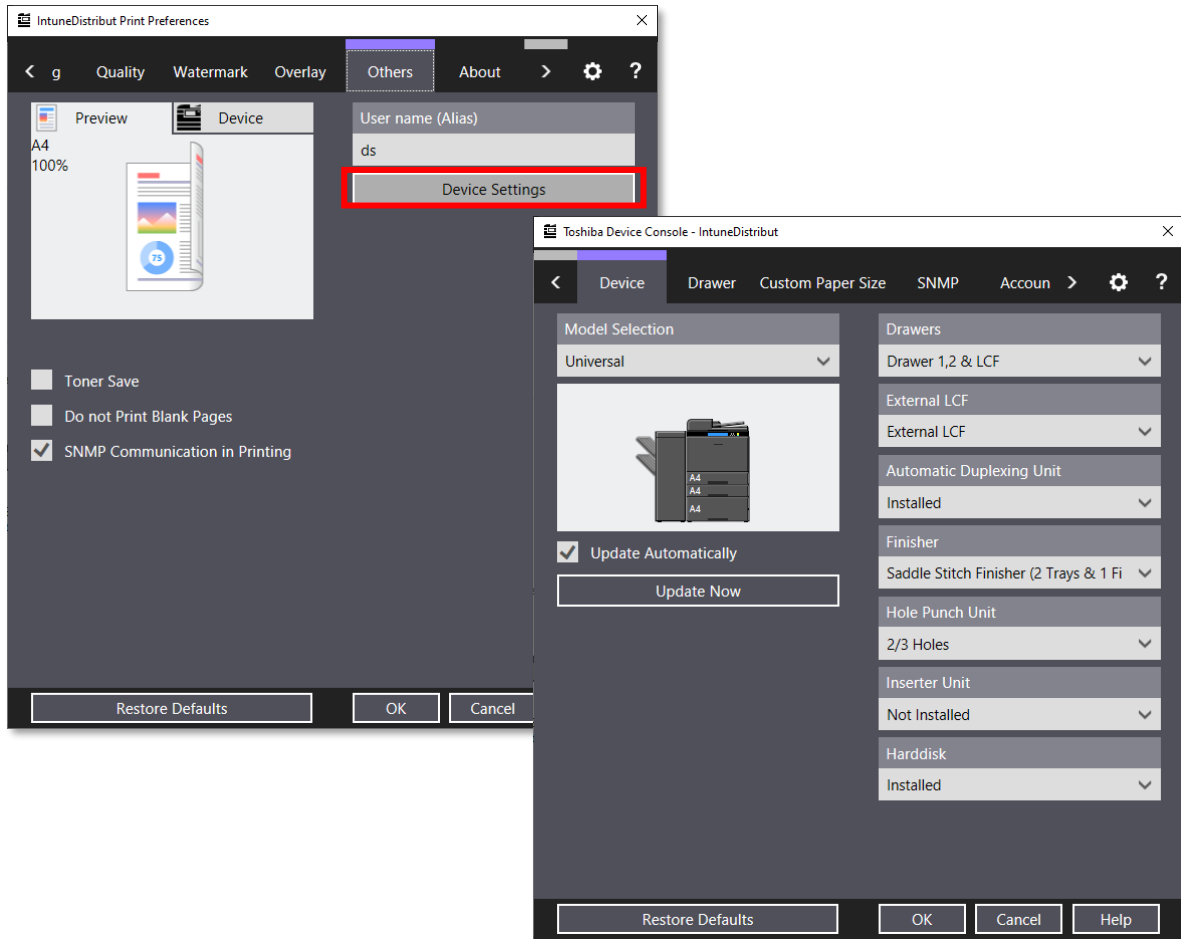 IntuneDistribut Print Preferences
g Quality Watermark Overlay Others About ?
Preview Device
A4
100%
75
User name (Alias)
ds
Device Settings
Toner Save
Do not Print Blank Pages
SNMP Communication in Printing
Restore Defaults OK Cancel
Toshiba Device Console - IntuneDistribut
Device Drawer Custom Paper Size SNMP Accoun ?
Model Selection
Universal
A4
A4
A4
Update Automatically
Update Now
Drawers
Drawer 1,2 & LCF
External LCF
External LCF
Automatic Duplexing Unit
Installed
Finisher
Saddle Stitch Finisher (2 Trays & 1 Fi
Hole Punch Unit
2/3 Holes
Inserter Unit
Not Installed
Harddisk
Installed
Restore Defaults OK Cancel Help